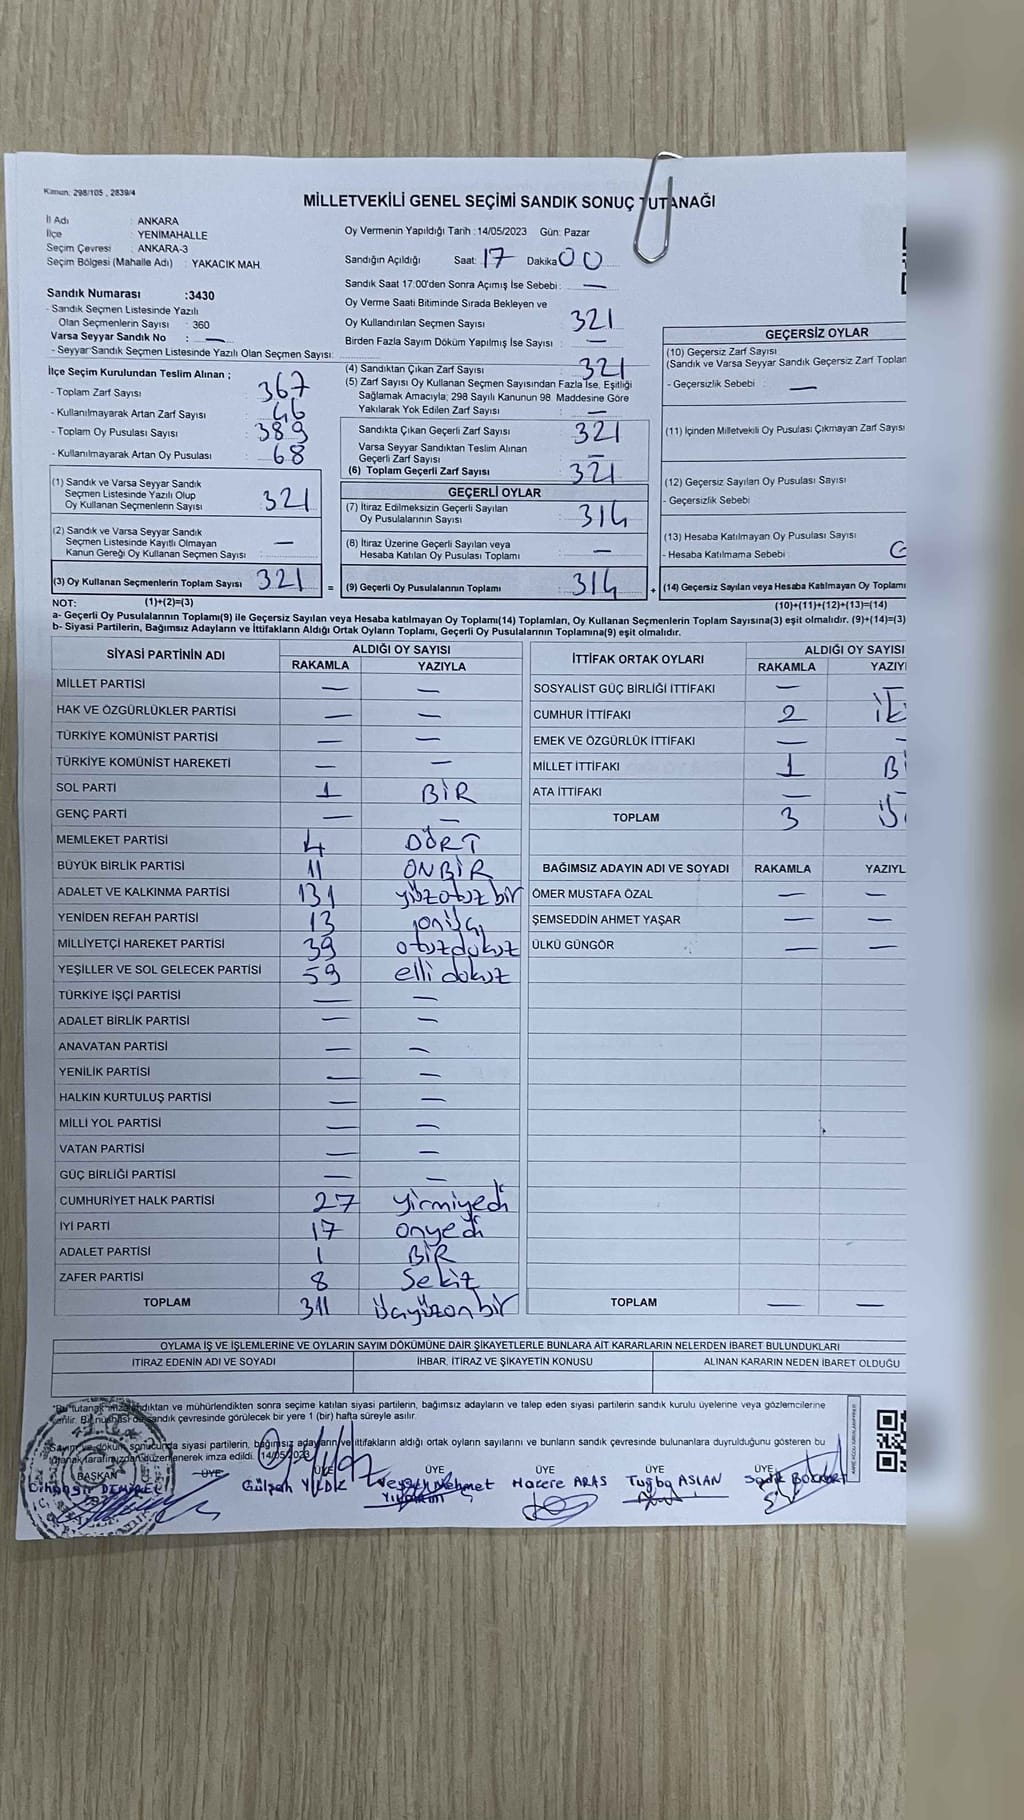 Kanun: 298/105 , 2839/4
MİLLETVEKİLİ GENEL SEÇİMİ SANDIK SONUÇ TUTANAĞI
İl Adı : ANKARA
İlçe : YENİMAHALLE
Seçim Çevresi : ANKARA-3
Seçim Bölgesi (Mahalle Adı) : YAKACIK MAH.
Oy Vermenin Yapıldığı Tarih : 14/05/2023 Gün: Pazar
Sandığın Açıldığı Saat: 17 Dakika 00
Sandık Saat 17:00'den Sonra Açımış İse Sebebi: —
Oy Verme Saati Bitiminde Sırada Bekleyen ve
Oy Kullandırılan Seçmen Sayısı 321
Birden Fazla Sayım Döküm Yapılmış İse Sayısı : —
Sandık Numarası :3430
- Sandık Seçmen Listesinde Yazılı
Olan Seçmenlerin Sayısı : 360
Varsa Seyyar Sandık No : —
- Seyyar Sandık Seçmen Listesinde Yazılı Olan Seçmen Sayısı:
İlçe Seçim Kurulundan Teslim Alınan ;
- Toplam Zarf Sayısı : 367
- Kullanılmayarak Artan Zarf Sayısı : 46
- Toplam Oy Pusulası Sayısı : 389
- Kullanılmayarak Artan Oy Pusulası : 68
(1) Sandık ve Varsa Seyyar Sandık
Seçmen Listesinde Yazılı Olup
Oy Kullanan Seçmenlerin Sayısı : 321
(2) Sandık ve Varsa Seyyar Sandık
Seçmen Listesinde Kayıtlı Olmayan
Kanun Gereği Oy Kullanan Seçmen Sayısı : —
(3) Oy Kullanan Seçmenlerin Toplam Sayısı : 321
(4) Sandıktan Çıkan Zarf Sayısı : 321
(5) Zarf Sayısı Oy Kullanan Seçmen Sayısından Fazla İse, Eşitliği
Sağlamak Amacıyla; 298 Sayılı Kanunun 98. Maddesine Göre
Yakılarak Yok Edilen Zarf Sayısı : —
Sandıkta Çıkan Geçerli Zarf Sayısı : 321
Varsa Seyyar Sandıktan Teslim Alınan
Geçerli Zarf Sayısı : —
(6) Toplam Geçerli Zarf Sayısı : 321
GEÇERLİ OYLAR
(7) İtiraz Edilmeksizin Geçerli Sayılan
Oy Pusulalarının Sayısı : 314
(8) İtiraz Üzerine Geçerli Sayılan veya
Hesaba Katılan Oy Pusulası Toplamı : —
= (9) Geçerli Oy Pusulalarının Toplamı : 314 +
GEÇERSİZ OYLAR
(10) Geçersiz Zarf Sayısı
(Sandık ve Varsa Seyyar Sandık Geçersiz Zarf Toplan
- Geçersizlik Sebebi : —
(11) İçinden Milletvekili Oy Pusulası Çıkmayan Zarf Sayısı
(12) Geçersiz Sayılan Oy Pusulası Sayısı
- Geçersizlik Sebebi
(13) Hesaba Katılmayan Oy Pusulası Sayısı
- Hesaba Katılmama Sebebi
(14) Geçersiz Sayılan veya Hesaba Katılmayan Oy Toplamı
NOT: (1)+(2)=(3)
(10)+(11)+(12)+(13)=(14)
a- Geçerli Oy Pusulalarının Toplamı(9) ile Geçersiz Sayılan veya Hesaba katılmayan Oy Toplamı(14) Toplamları, Oy Kullanan Seçmenlerin Toplam Sayısına(3) eşit olmalıdır. (9)+(14)=(3)
b- Siyasi Partilerin, Bağımsız Adayların ve İttifakların Aldığı Ortak Oyların Toplamı, Geçerli Oy Pusulalarının Toplamına(9) eşit olmalıdır.
SİYASİ PARTİNİN ADI ALDIĞI OY SAYISI
RAKAMLA YAZIYLA
MİLLET PARTİSİ — —
HAK VE ÖZGÜRLÜKLER PARTİSİ — —
TÜRKİYE KOMÜNİST PARTİSİ — —
TÜRKİYE KOMÜNİST HAREKETİ — —
SOL PARTİ 1 BİR
GENÇ PARTİ — —
MEMLEKET PARTİSİ 4 DÖRT
BÜYÜK BİRLİK PARTİSİ 11 ONBİR
ADALET VE KALKINMA PARTİSİ 131 yüzotuzbir
YENİDEN REFAH PARTİSİ 13 onüç
MİLLİYETÇİ HAREKET PARTİSİ 39 otuzdokuz
YEŞİLLER VE SOL GELECEK PARTİSİ 59 elli dokuz
TÜRKİYE İŞÇİ PARTİSİ — —
ADALET BİRLİK PARTİSİ — —
ANAVATAN PARTİSİ — —
YENİLİK PARTİSİ — —
HALKIN KURTULUŞ PARTİSİ — —
MİLLİ YOL PARTİSİ — —
VATAN PARTİSİ — —
GÜÇ BİRLİĞİ PARTİSİ — —
CUMHURİYET HALK PARTİSİ 27 yirmiyedi
İYİ PARTİ 17 onyedi
ADALET PARTİSİ 1 BİR
ZAFER PARTİSİ 8 Sekiz
TOPLAM 311 üçyüzonbir
İTTİFAK ORTAK OYLARI ALDIĞI OY SAYISI
RAKAMLA YAZIYL
SOSYALİST GÜÇ BİRLİĞİ İTTİFAKI —
CUMHUR İTTİFAKI 2
EMEK VE ÖZGÜRLÜK İTTİFAKI — —
MİLLET İTTİFAKI 1 Bİ
ATA İTTİFAKI — —
TOPLAM 3
BAĞIMSIZ ADAYIN ADI VE SOYADI RAKAMLA YAZIYL
ÖMER MUSTAFA ÖZAL — —
ŞEMSEDDİN AHMET YAŞAR — —
ÜLKÜ GÜNGÖR — —
TOPLAM — —
OYLAMA İŞ VE İŞLEMLERİNE VE OYLARIN SAYIM DÖKÜMÜNE DAİR ŞİKAYETLERLE BUNLARA AİT KARARLARIN NELERDEN İBARET BULUNDUKLARI
İTİRAZ EDENİN ADI VE SOYADI İHBAR, İTİRAZ VE ŞİKAYETİN KONUSU ALINAN KARARIN NEDEN İBARET OLDUĞU
"Bu tutanak imzalandıktan ve mühürlendikten sonra seçime katılan siyasi partilerin, bağımsız adayların ve talep eden siyasi partilerin sandık kurulu üyelerine veya gözlemcilerine
verilir. Bir nüshası da sandık çevresinde görülecek bir yere 1 (bir) hafta süreyle asılır.
Sayım ve döküm sonucunda siyasi partilerin, bağımsız adayların ve ittifakların aldığı ortak oyların sayılarını ve bunların sandık çevresinde bulunanlara duyrulduğunu gösteren bu
tutanak tarafımızdan düzenlenerek imza edildi. (14/05/2023
BAŞKAN ÜYE ÜYE ÜYE ÜYE ÜYE ÜYE
DEMİREL Gülşah YILDIZ Mehmet Hacere ARAS Tuğba ASLAN